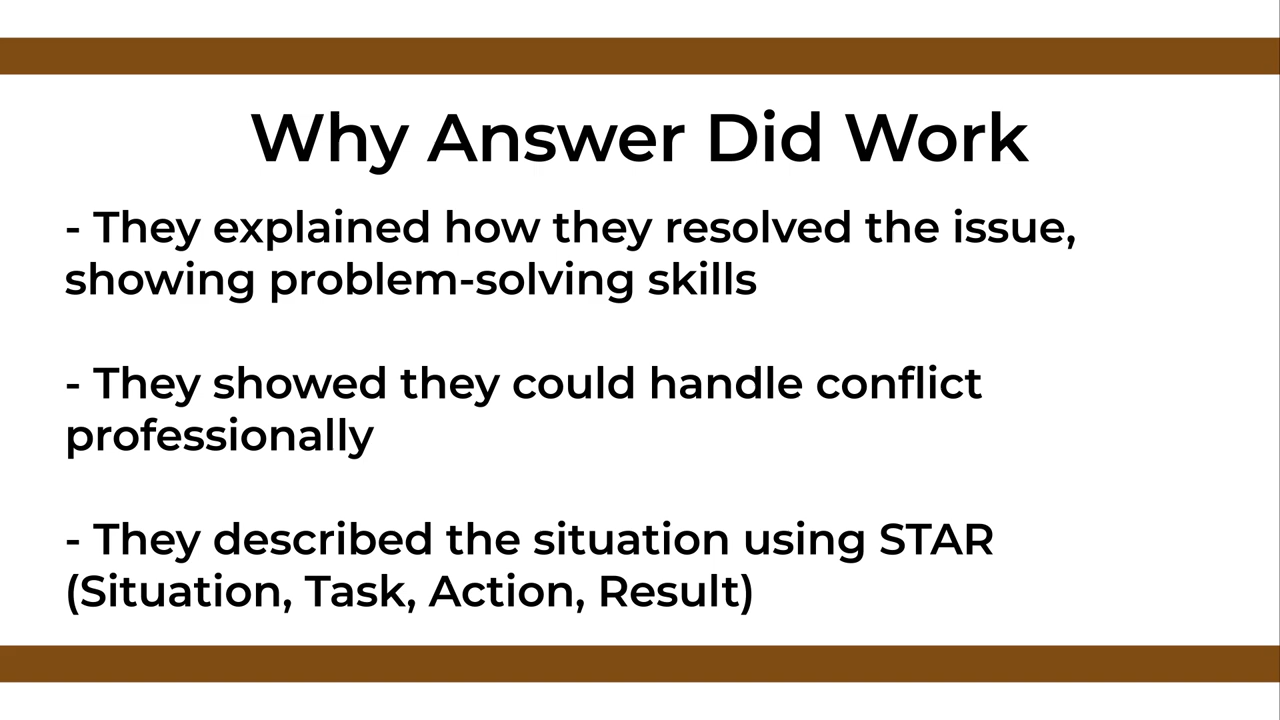 Why Answer Did Work
- They explained how they resolved the issue,
showing problem-solving skills
- They showed they could handle conflict
professionally
- They described the situation using STAR
(Situation, Task, Action, Result)